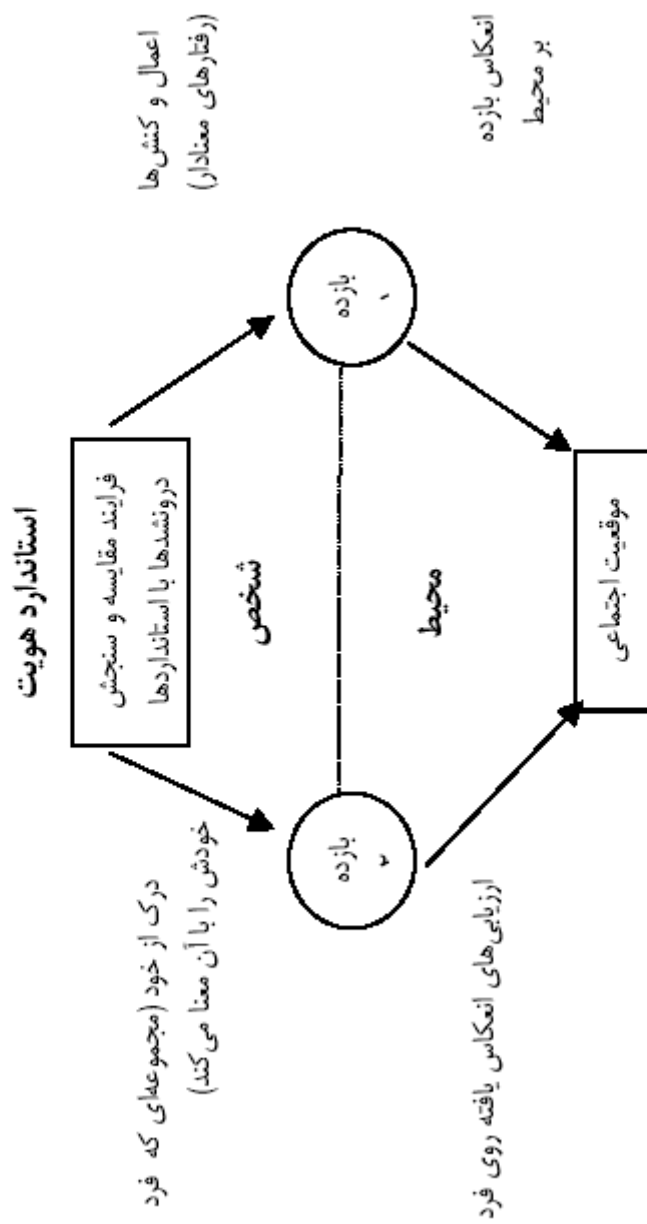 استاندارد هویت
فرایند مقایسه و سنجش
درونشدها با استانداردها
اعمال و کنش‌ها
(رفتارهای معنادار)
درک از خود (مجموعه‌ای که فرد
خودش را با آن معنا می‌کند)
شخص
بازده
۱
بازده
۲
محیط
انعکاس بازده
بر محیط
ارزیابی‌های انعکاس یافته روی فرد
موقعیت اجتماعی